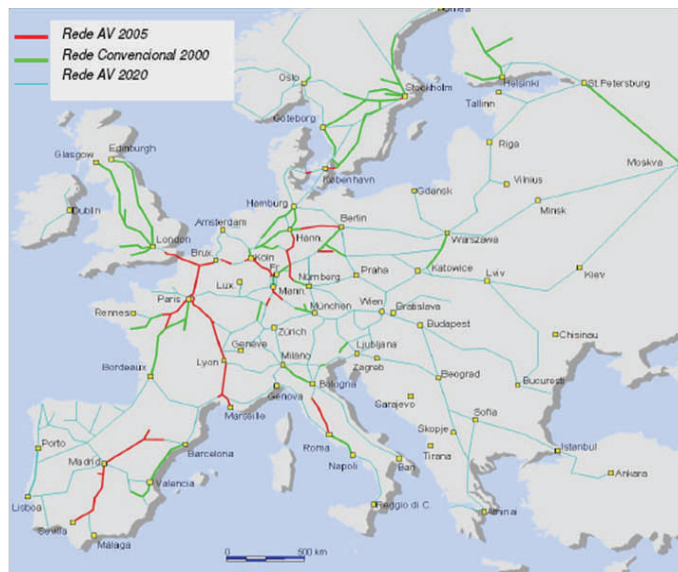 Rede AV 2005
Rede Convencional 2000
Rede AV 2020
Oslo
Stockholm
Helsinki
St.Petersburg
Tallinn
Göteborg
Riga
Moskva
Glasgow
Edinburgh
København
Vilnius
Gdansk
Minsk
Dublin
Hamburg
Amsterdam
Berlin
London
Hann.
Warszawa
Brux.
Köln
Fr.
Lux.
Mann.
Nürnberg
Praha
Katowice
Lviv
Kiev
Paris
Rennes
München
Wien
Bratislava
Zürich
Budapest
Chisinau
Genève
Ljubljana
Lyon
Milano
Zagreb
Bordeaux
Bologna
Beograd
Bucuresti
Genova
Marseille
Sarajevo
Sofia
Skopje
Porto
Barcelona
Roma
Istanbul
Madrid
Napoli
Bari
Tirana
Ankara
Valencia
Lisboa
Reggio di C.
Sevilla
Málaga
0
500 km